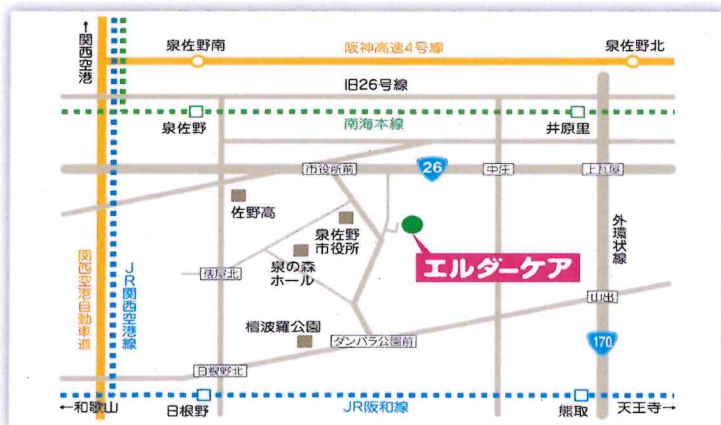 ←関西空港
泉佐野南
阪神高速4号線
泉佐野北
旧26号線
泉佐野
南海本線
井原里
市役所前
26
中庄
上瓦屋
佐野高
泉佐野
市役所
外環状線
エルダーケア
泉の森
ホール
俵屋北
関西空港自動車道
JR関西空港線
山出
檀波羅公園
ダンバラ公園前
170
日根野北
←和歌山
日根野
JR阪和線
熊取
天王寺→